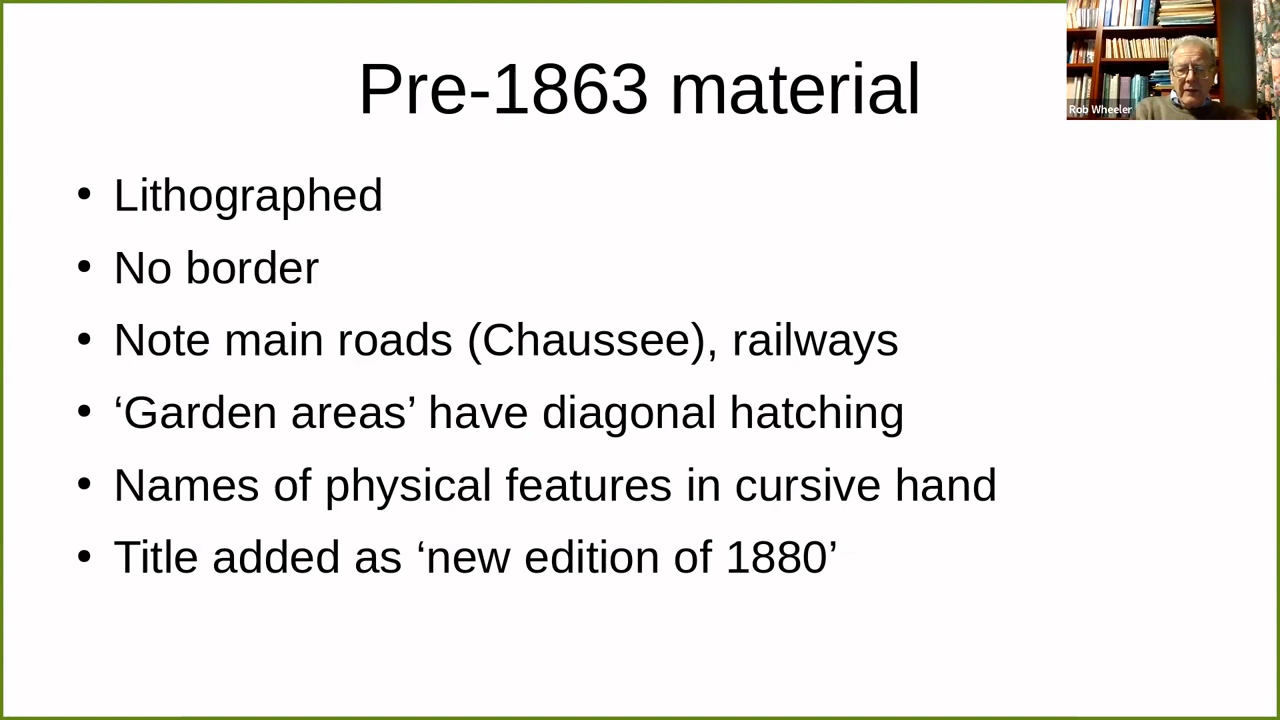 Pre-1863 material
Rob Wheeler
• Lithographed
• No border
• Note main roads (Chaussee), railways
• ‘Garden areas’ have diagonal hatching
• Names of physical features in cursive hand
• Title added as ‘new edition of 1880’